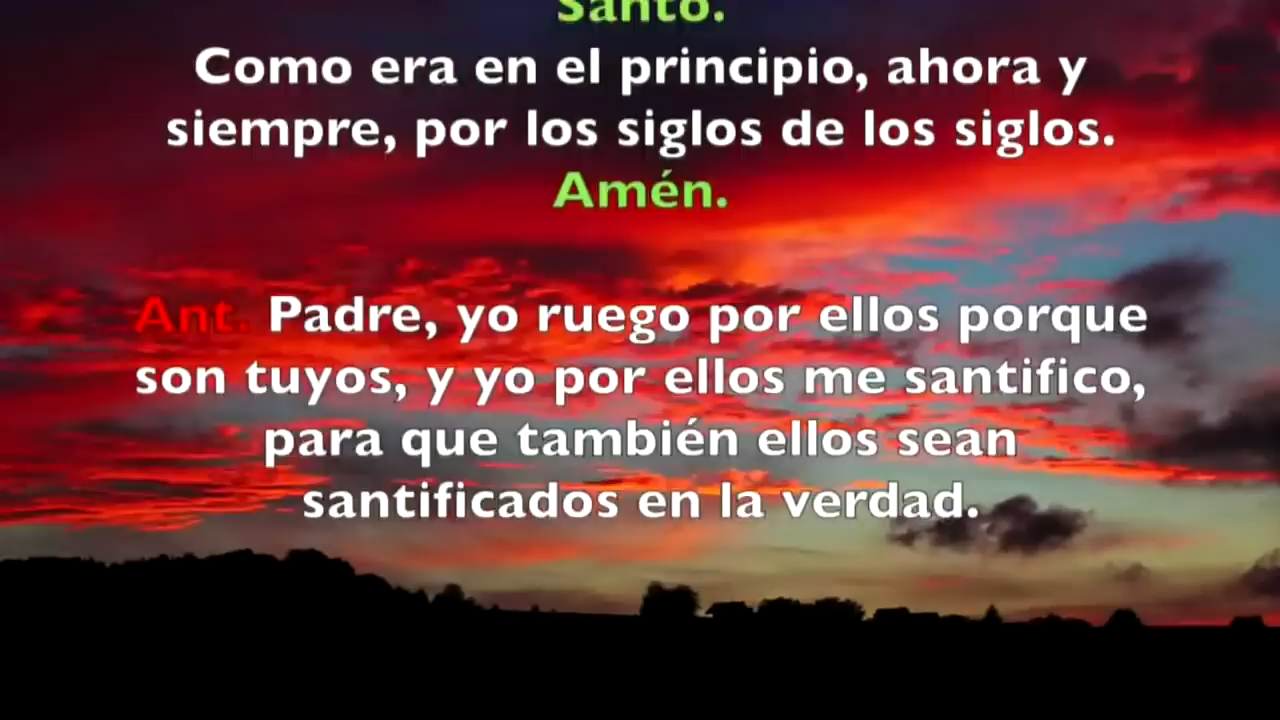 Santo.
Como era en el principio, ahora y
siempre, por los siglos de los siglos.
Amén.
Ant. Padre, yo ruego por ellos porque
son tuyos, y yo por ellos me santifico,
para que también ellos sean
santificados en la verdad.